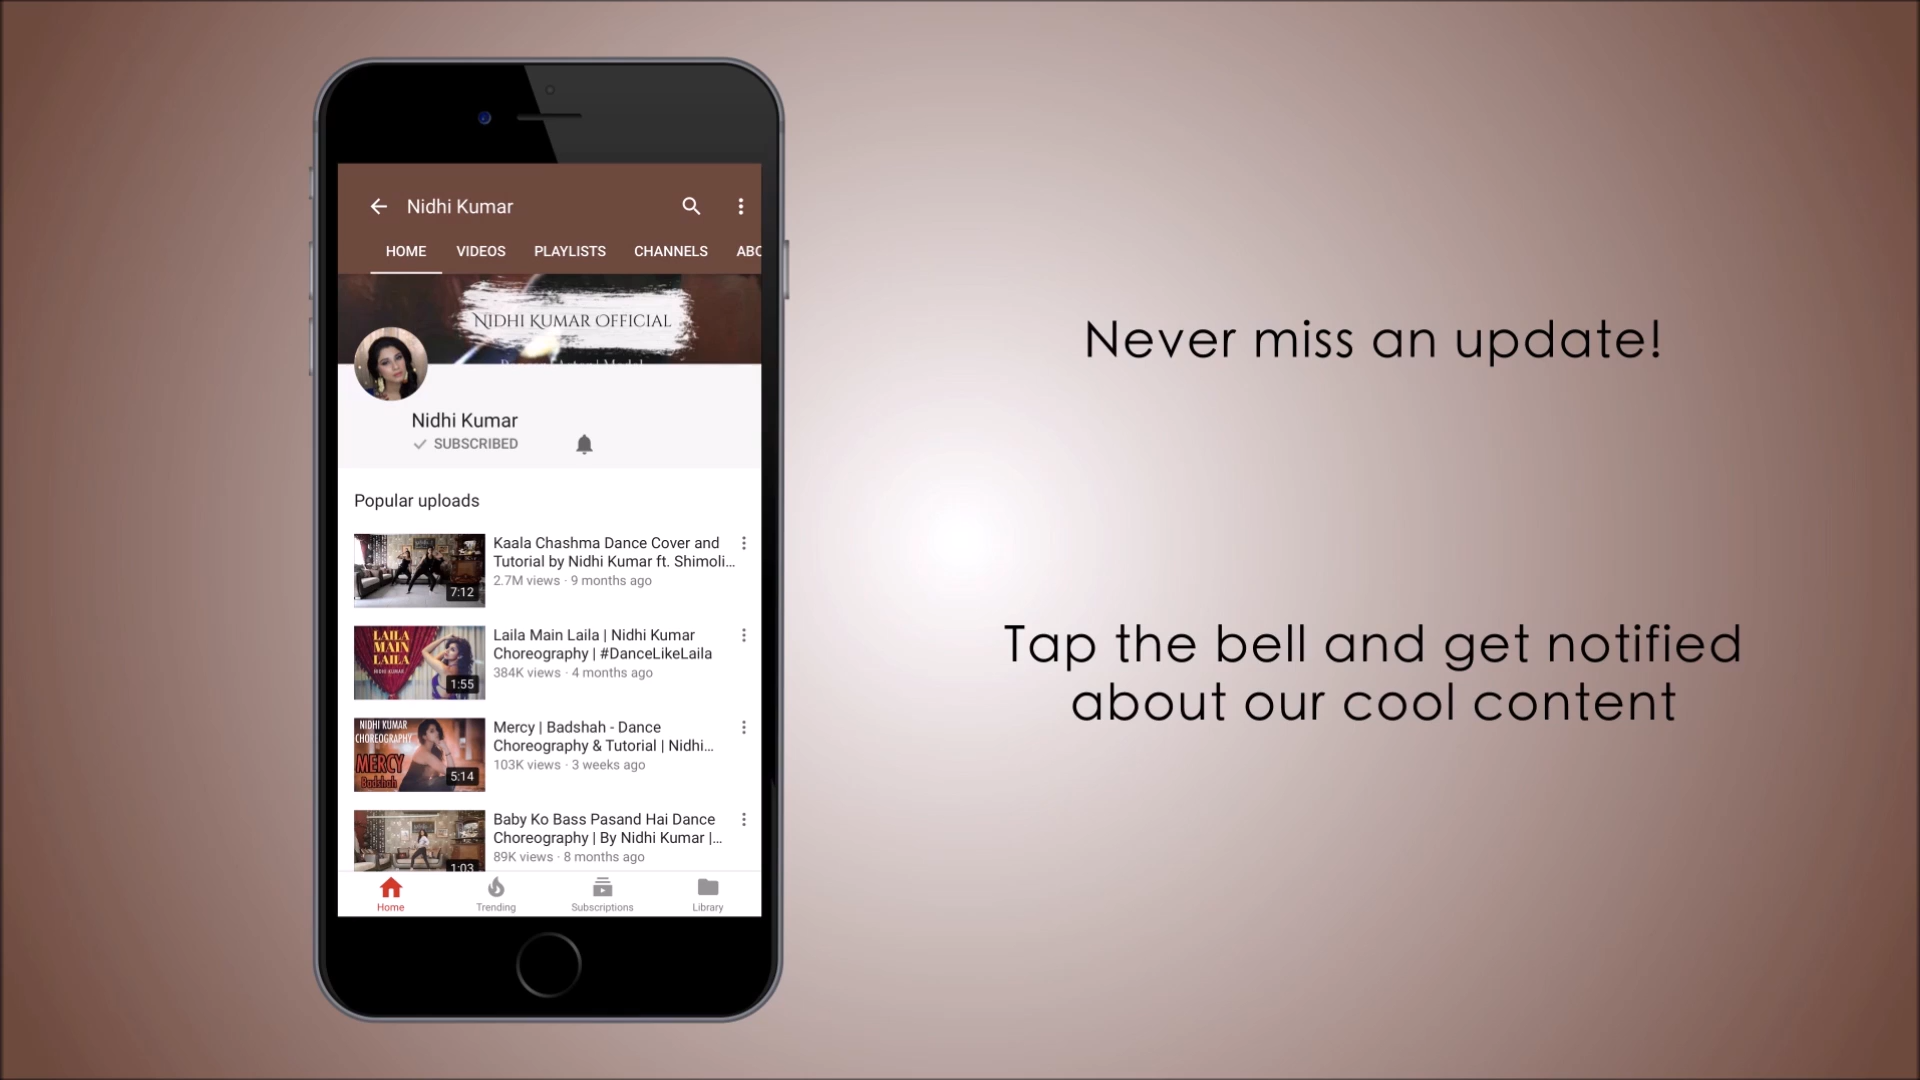 Nidhi Kumar
HOME VIDEOS PLAYLISTS CHANNELS ABC
NIDHI KUMAR OFFICIAL
Nidhi Kumar
SUBSCRIBED
Popular uploads
Kaala Chashma Dance Cover and
Tutorial by Nidhi Kumar ft. Shimoli...
2.7M views · 9 months ago
7:12
LAILA
MAIN
LAILA
NIDHI KUMAR
1:55
Laila Main Laila | Nidhi Kumar
Choreography | #DanceLikeLaila
384K views · 4 months ago
NIDHI KUMAR
CHOREOGRAPHY
MERCY
Badshah
5:14
Mercy | Badshah - Dance
Choreography & Tutorial | Nidhi...
103K views · 3 weeks ago
Baby Ko Bass Pasand Hai Dance
Choreography | By Nidhi Kumar |...
89K views · 8 months ago
1:03
Home Trending Subscriptions Library
Never miss an update!
Tap the bell and get notified
about our cool content